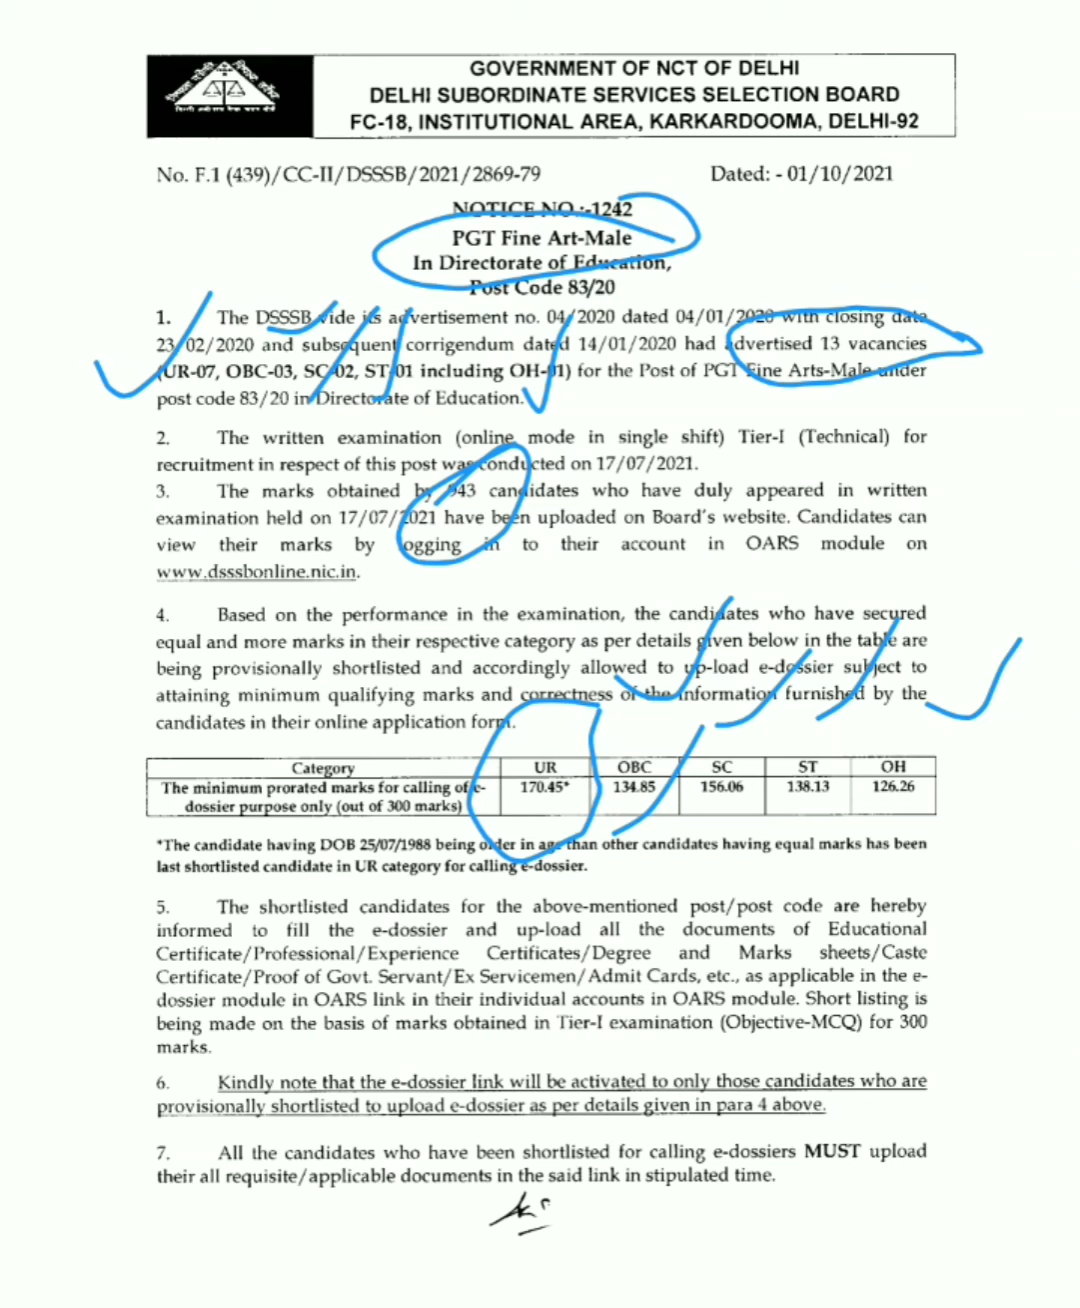 GOVERNMENT OF NCT OF DELHI
DELHI SUBORDINATE SERVICES SELECTION BOARD
FC-18, INSTITUTIONAL AREA, KARKARDOOMA, DELHI-92
No. F.1 (439)/CC-II/DSSSB/2021/2869-79 Dated: - 01/10/2021
NOTICE NO.:-1242
PGT Fine Art-Male
In Directorate of Education,
Post Code 83/20
1. The DSSSB vide its advertisement no. 04/2020 dated 04/01/2020 with closing date
23/02/2020 and subsequent corrigendum dated 14/01/2020 had advertised 13 vacancies
(UR-07, OBC-03, SC-02, ST-01 including OH-01) for the Post of PGT Fine Arts-Male under
post code 83/20 in Directorate of Education.
2. The written examination (online mode in single shift) Tier-I (Technical) for
recruitment in respect of this post was conducted on 17/07/2021.
3. The marks obtained by 943 candidates who have duly appeared in written
examination held on 17/07/2021 have been uploaded on Board's website. Candidates can
view their marks by logging in to their account in OARS module on
www.dsssbonline.nic.in.
4. Based on the performance in the examination, the candidates who have secured
equal and more marks in their respective category as per details given below in the table are
being provisionally shortlisted and accordingly allowed to up-load e-dossier subject to
attaining minimum qualifying marks and correctness of the information furnished by the
candidates in their online application form.
Category UR OBC SC ST OH
The minimum prorated marks for calling of e- 170.45* 134.85 156.06 138.13 126.26
dossier purpose only (out of 300 marks)
*The candidate having DOB 25/07/1988 being order in age than other candidates having equal marks has been
last shortlisted candidate in UR category for calling e-dossier.
5. The shortlisted candidates for the above-mentioned post/post code are hereby
informed to fill the e-dossier and up-load all the documents of Educational
Certificate/Professional/Experience Certificates/Degree and Marks sheets/Caste
Certificate/Proof of Govt. Servant/Ex Servicemen/Admit Cards, etc., as applicable in the e-
dossier module in OARS link in their individual accounts in OARS module. Short listing is
being made on the basis of marks obtained in Tier-I examination (Objective-MCQ) for 300
marks.
6. Kindly note that the e-dossier link will be activated to only those candidates who are
provisionally shortlisted to upload e-dossier as per details given in para 4 above.
7. All the candidates who have been shortlisted for calling e-dossiers MUST upload
their all requisite/applicable documents in the said link in stipulated time.